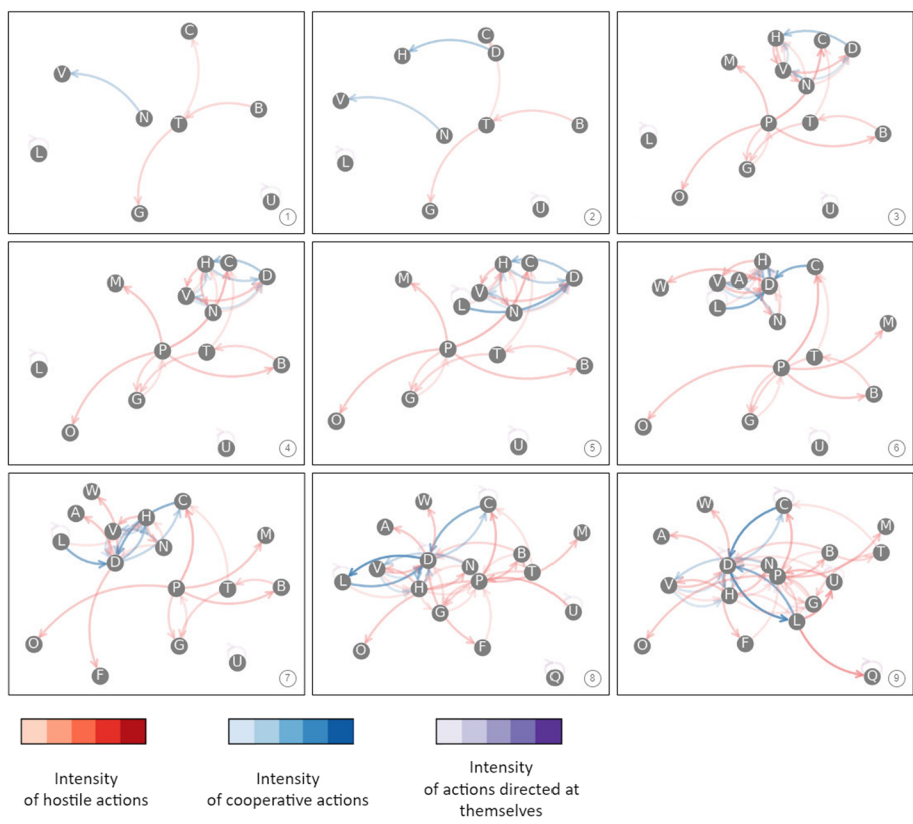 C
V
B
N T
L
U
G
1
C
H D
V
T B
N
L
U
G
2
H C D
M V
N
P T
B
L
G
O
U
3
H C
D
M
V
N
P T
B
L
G
O
U
4
H C
M D
V
L N
P T
B
G
O
U
5
H C
W V A D
L
N M
T
P
B
O G
U
6
W
A
H C
V
L
N M
D
P T B
O G
U
F
7
W C
A M
D B
V N T
L H P
G U
O F
Q
8
W C
A M
B T
D N
V P U
H G
L
O F
Q
9
Intensity
of hostile actions
Intensity
of cooperative actions
Intensity
of actions directed at
themselves